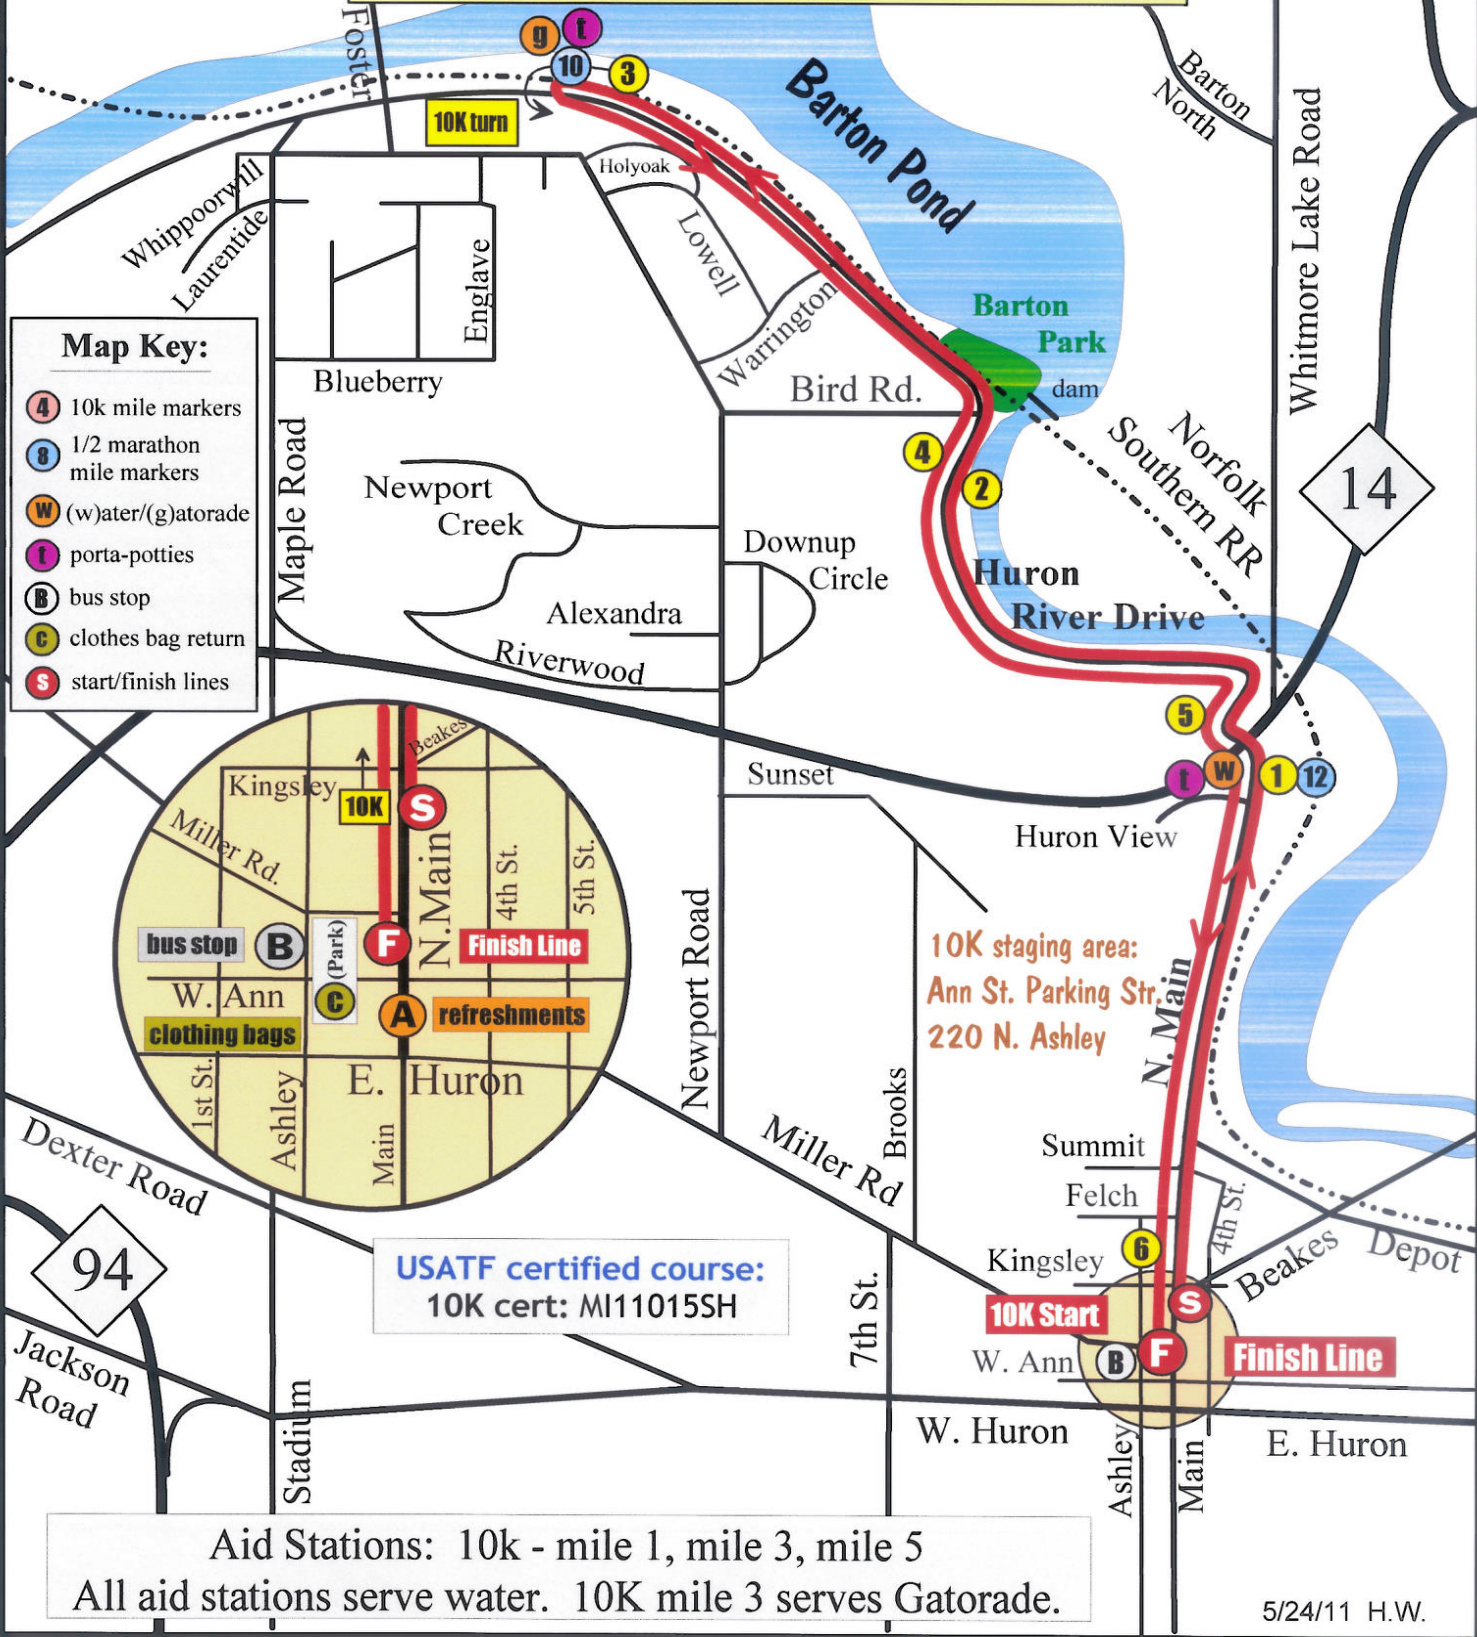 Foster
g
t
10
3
10K turn
Barton Pond
Barton
North
Whitmore Lake Road
Holyoak
Whippoorwill
Laurentide
Lowell
Englave
Warrington
Barton
Park
dam
Blueberry
Bird Rd.
Map Key:
4 10k mile markers
8 1/2 marathon
mile markers
W (w)ater/(g)atorade
t porta-potties
B bus stop
C clothes bag return
S start/finish lines
Maple Road
Newport
Creek
4
2
Norfolk
Southern RR
14
Downup
Circle
Alexandra
Riverwood
Huron
River Drive
5
t
W
1
12
Sunset
Huron View
Beakes
Kingsley
10K
S
Miller Rd.
N.Main
4th St.
5th St.
bus stop
B
(Park)
F
Finish Line
W. Ann
C
A
refreshments
clothing bags
E. Huron
1st St.
Ashley
Main
Newport Road
10K staging area:
Ann St. Parking Str.
220 N. Ashley
N. Main
Brooks
Miller Rd
Dexter Road
Summit
Felch
4th St.
6
Kingsley
Beakes
Depot
94
USATF certified course:
10K cert: MI11015SH
10K Start
S
7th St.
W. Ann
B
F
Finish Line
Jackson
Road
Stadium
W. Huron
Ashley
Main
E. Huron
Aid Stations: 10k - mile 1, mile 3, mile 5
All aid stations serve water. 10K mile 3 serves Gatorade.
5/24/11 H.W.